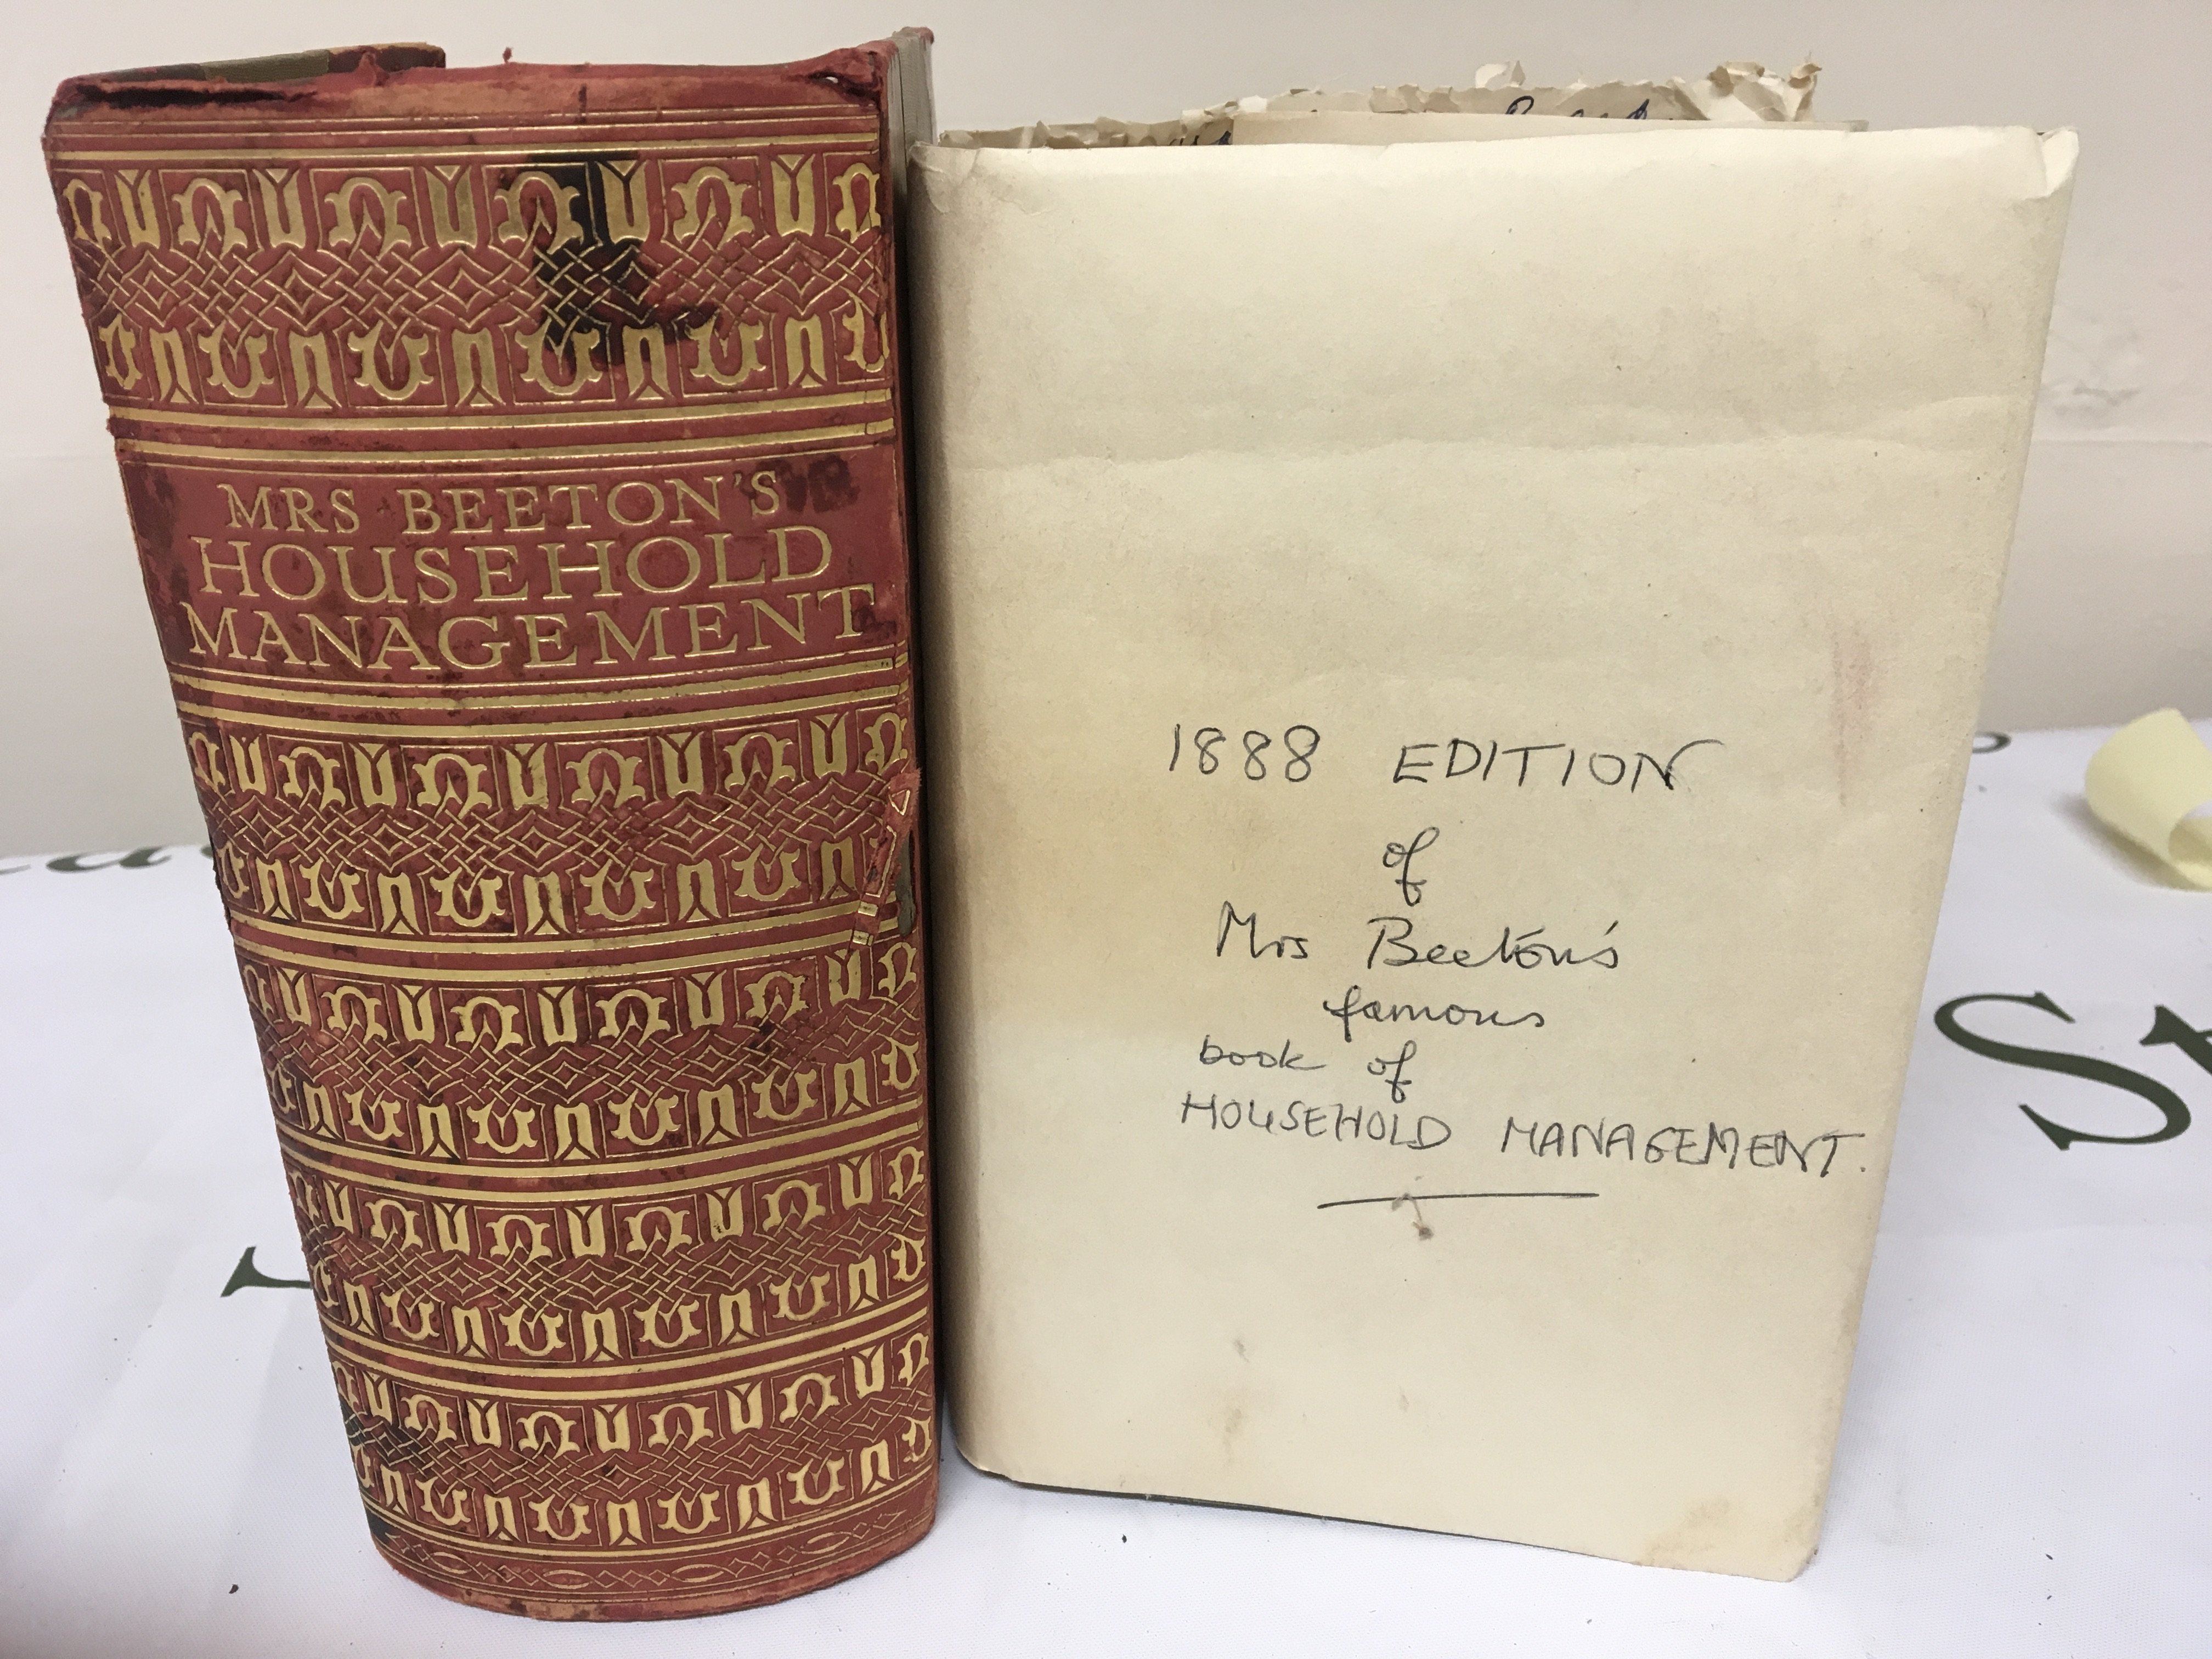 MRS BEETON'S
HOUSEHOLD
MANAGEMENT
1888 EDITION
of
Mrs Beeton's
famous
book of
HOUSEHOLD MANAGEMENT.